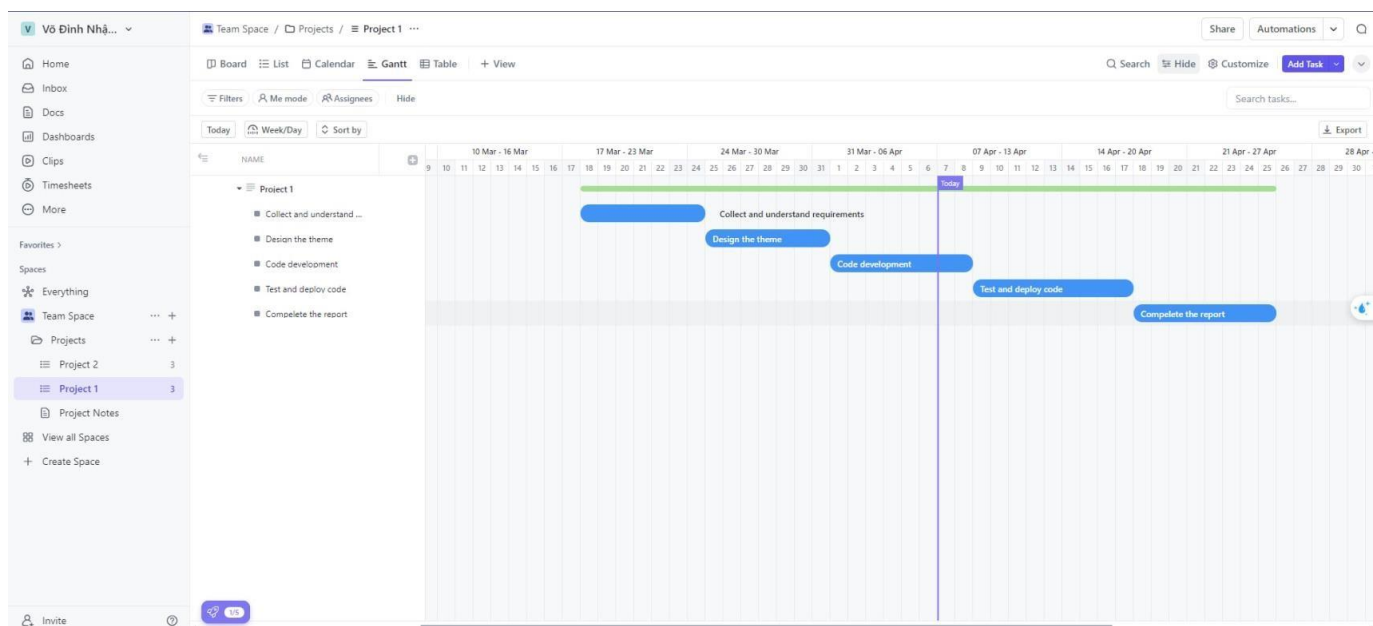 V Võ Đình Nhậ...
Team Space / Projects / Project 1 ...
Share
Automations
Home
Inbox
Docs
Dashboards
Clips
Timesheets
More
Favorites >
Spaces
Everything
Team Space ... +
Projects ... +
Project 2 3
Project 1 3
Project Notes
View all Spaces
+ Create Space
Invite
Board List Calendar Gantt Table + View
Search Hide Customize Add Task
Filters Me mode Assignees Hide
Search tasks...
Today Week/Day Sort by
Export
NAME
10 Mar - 16 Mar 17 Mar - 23 Mar 24 Mar - 30 Mar 31 Mar - 06 Apr 07 Apr - 13 Apr 14 Apr - 20 Apr 21 Apr - 27 Apr 28 Apr -
9 10 11 12 13 14 15 16 17 18 19 20 21 22 23 24 25 26 27 28 29 30 31 1 2 3 4 5 6 7 8 9 10 11 12 13 14 15 16 17 18 19 20 21 22 23 24 25 26 27 28 29 30
Today
Project 1
Collect and understand ... Collect and understand requirements
Design the theme Design the theme
Code development Code development
Test and deploy code Test and deploy code
Compelete the report Compelete the report
1/5